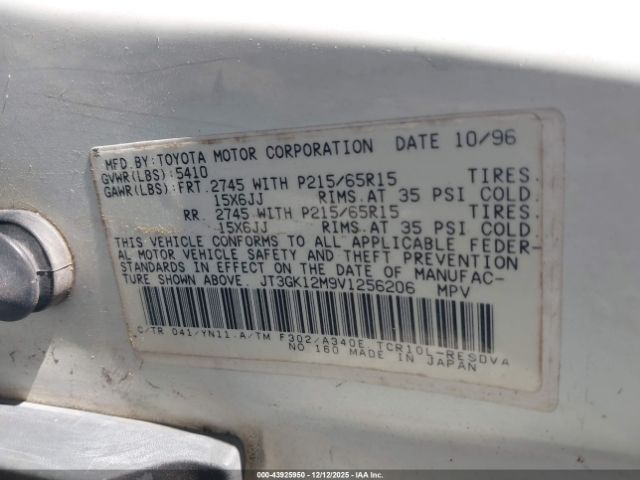 MFD.BY:TOYOTA MOTOR CORPORATION DATE 10/96
GVWR(LBS):5410
GAWR(LBS):FRT.2745 WITH P215/65R15 TIRES.
15X6JJ RIMS.AT 35 PSI COLD.
RR. 2745 WITH P215/65R15 TIRES.
15X6JJ RIMS.AT 35 PSI COLD.
THIS VEHICLE CONFORMS TO ALL APPLICABLE FEDER-
AL MOTOR VEHICLE SAFETY AND THEFT PREVENTION
STANDARDS IN EFFECT ON THE DATE OF MANUFAC-
TURE SHOWN ABOVE. JT3GK12M9V1256206 MPV
C/TR 041/YN11.A/TM F302/A340E.TCR10L-RESDVA
NO 160 MADE IN JAPAN
IAA 000-43925950 | 12/12/2025 - IAAI.COM